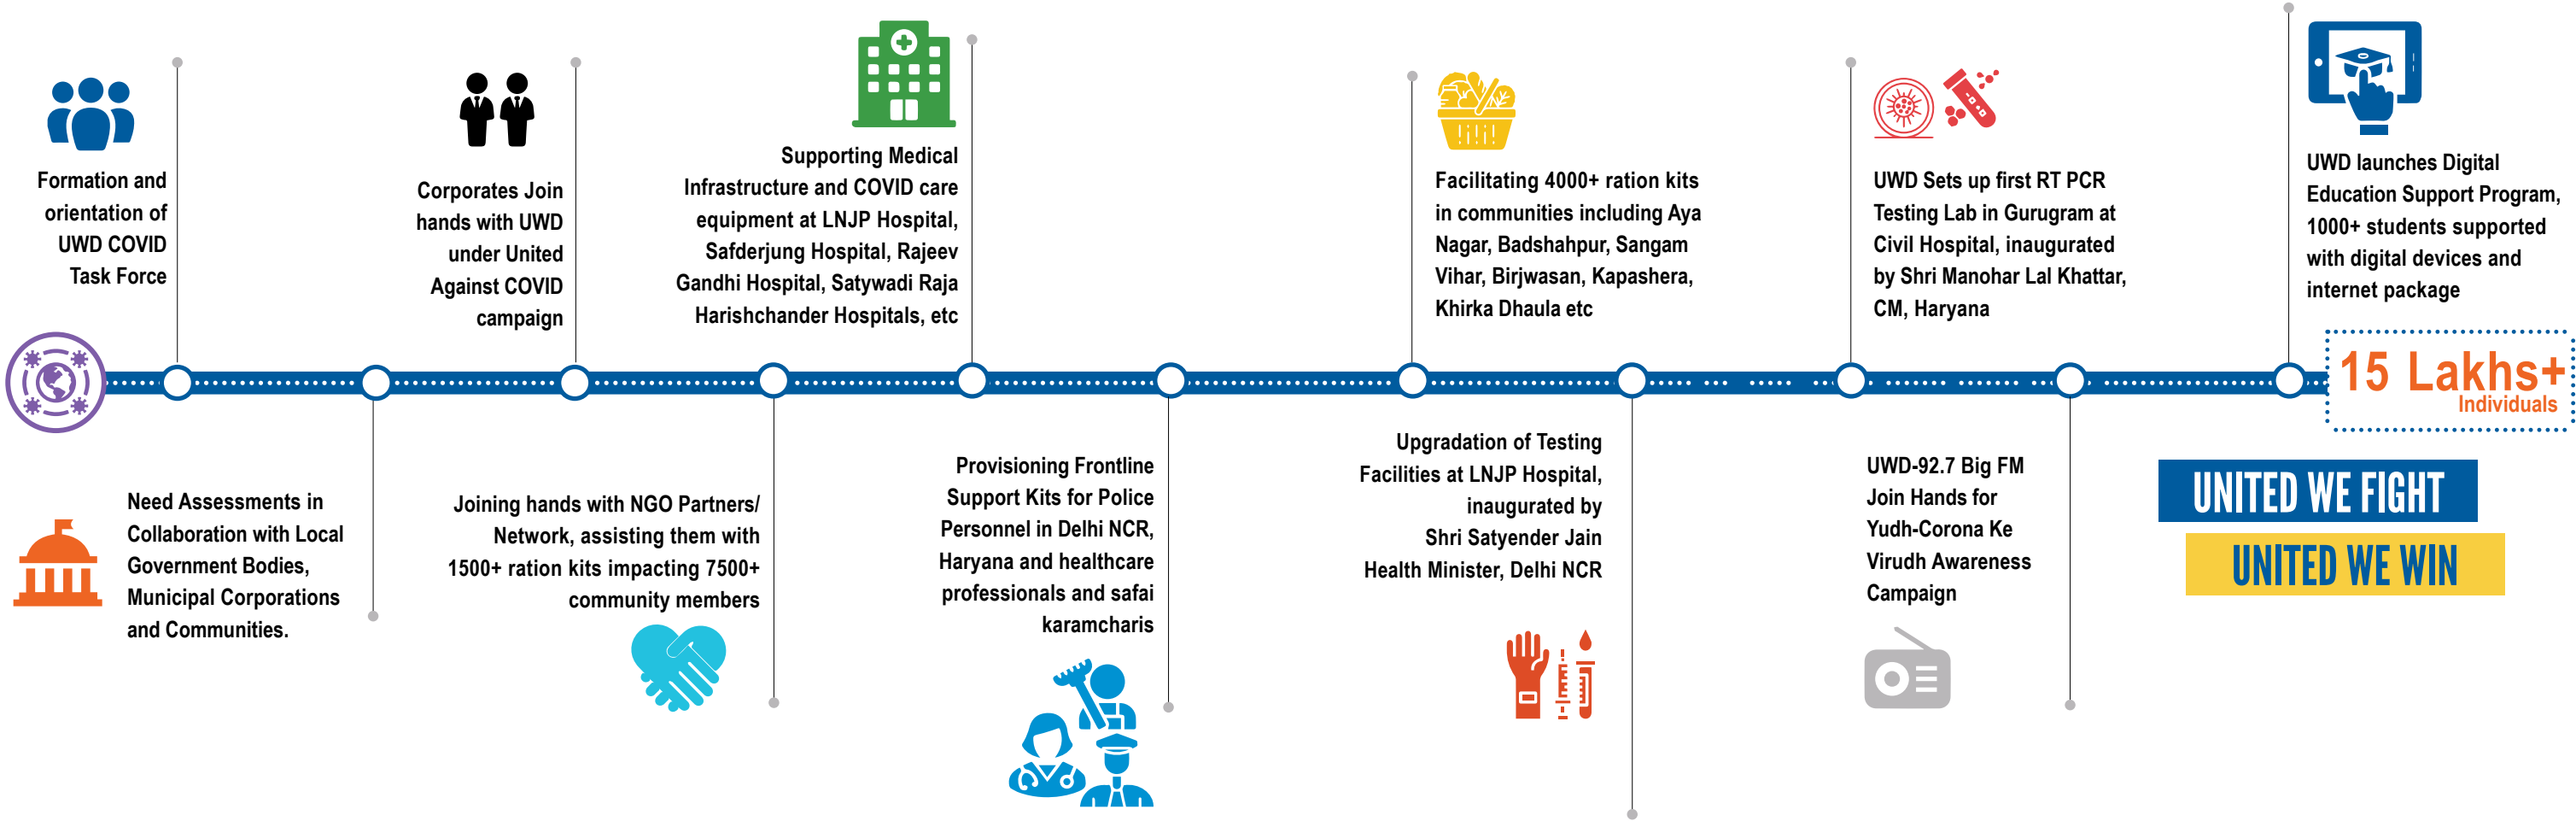 Formation and
orientation of
UWD COVID
Task Force
Need Assessments in
Collaboration with Local
Government Bodies,
Municipal Corporations
and Communities.
Corporates Join
hands with UWD
under United
Against COVID
campaign
Joining hands with NGO Partners/
Network, assisting them with
1500+ ration kits impacting 7500+
community members
Supporting Medical
Infrastructure and COVID care
equipment at LNJP Hospital,
Safderjung Hospital, Rajeev
Gandhi Hospital, Satywadi Raja
Harishchander Hospitals, etc
Provisioning Frontline
Support Kits for Police
Personnel in Delhi NCR,
Haryana and healthcare
professionals and safai
karamcharis
Facilitating 4000+ ration kits
in communities including Aya
Nagar, Badshahpur, Sangam
Vihar, Birjwasan, Kapashera,
Khirka Dhaula etc
Upgradation of Testing
Facilities at LNJP Hospital,
inaugurated by
Shri Satyender Jain
Health Minister, Delhi NCR
UWD Sets up first RT PCR
Testing Lab in Gurugram at
Civil Hospital, inaugurated
by Shri Manohar Lal Khattar,
CM, Haryana
UWD-92.7 Big FM
Join Hands for
Yudh-Corona Ke
Virudh Awareness
Campaign
UWD launches Digital
Education Support Program,
1000+ students supported
with digital devices and
internet package
15 Lakhs+
Individuals
UNITED WE FIGHT
UNITED WE WIN